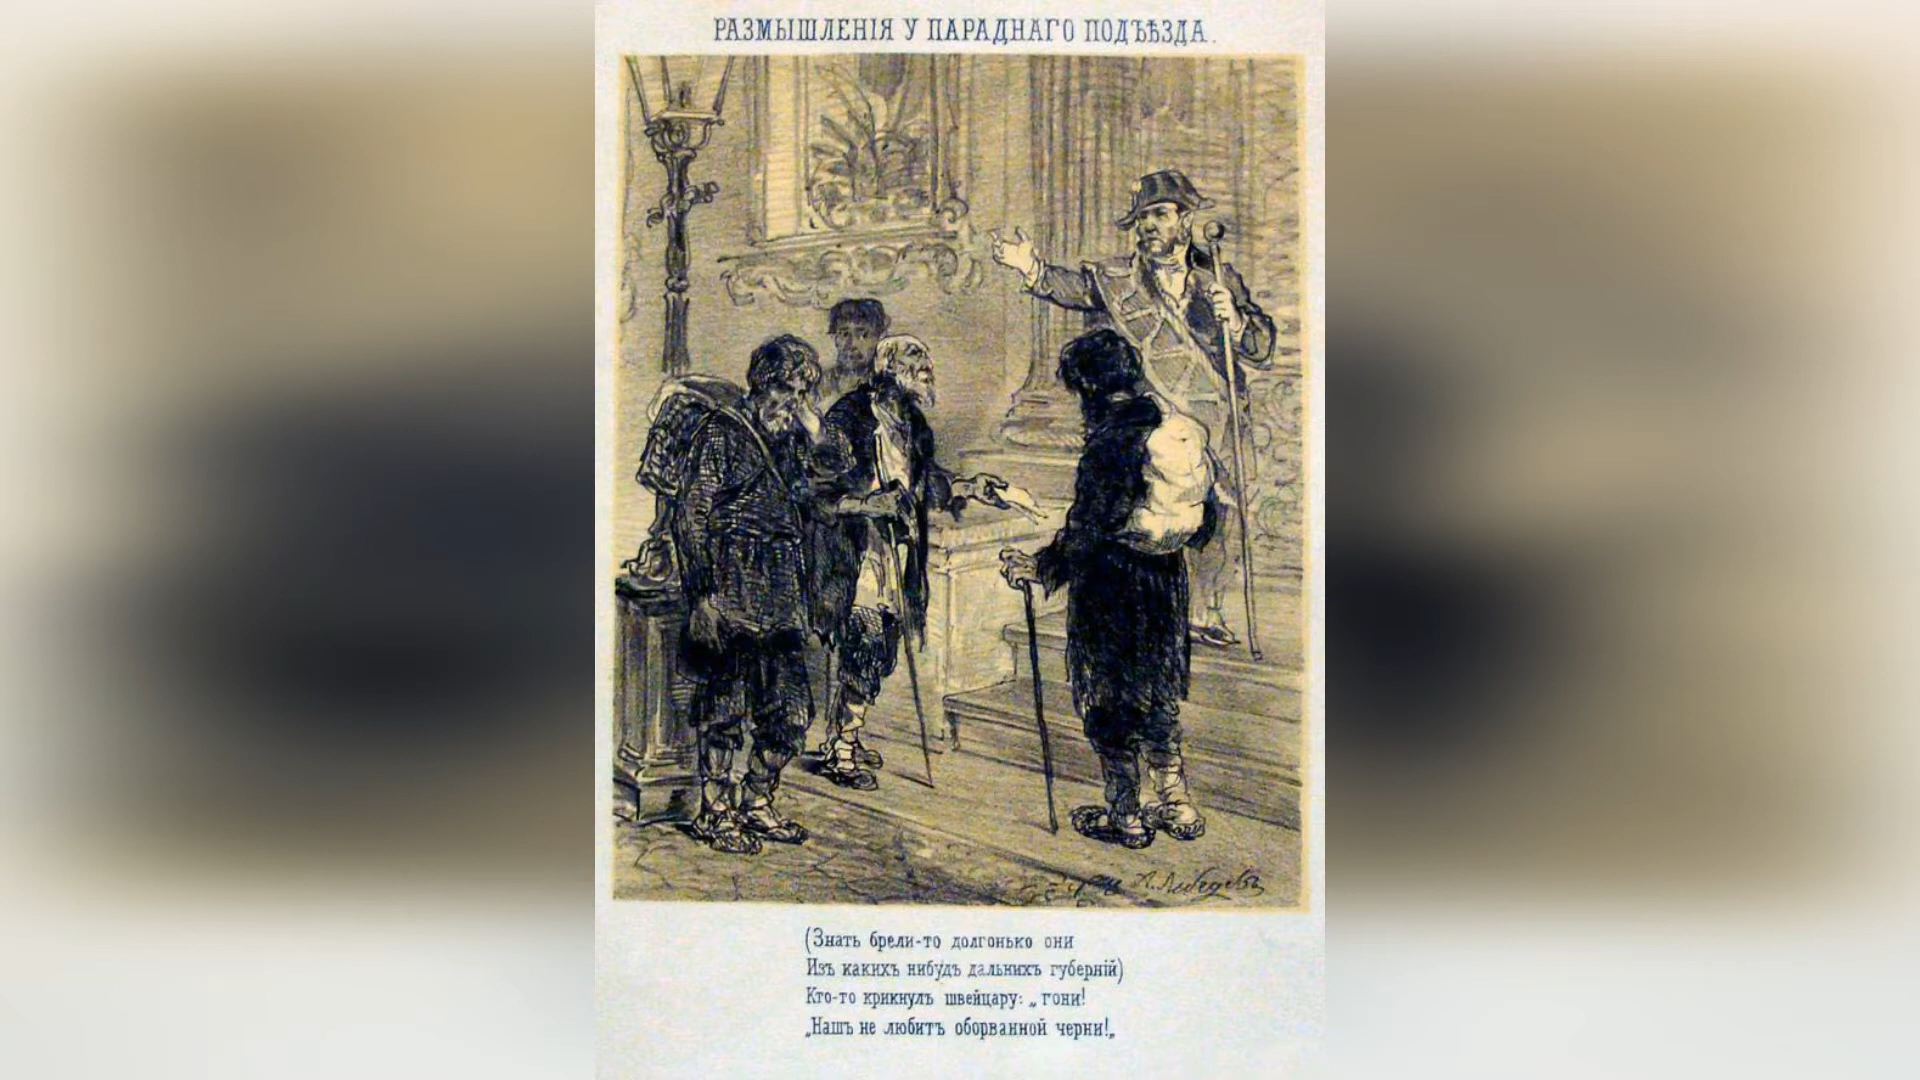 РАЗМЫШЛЕНІЯ У ПАРАДНАГО ПОДЪѢЗДА.
А. Лебедевъ
(Знать брели-то долгонько они
Изъ какихъ нибудь дальнихъ губерній)
Кто-то крикнулъ швейцару: „гони!
„Нашъ не любитъ оборванной черни!„